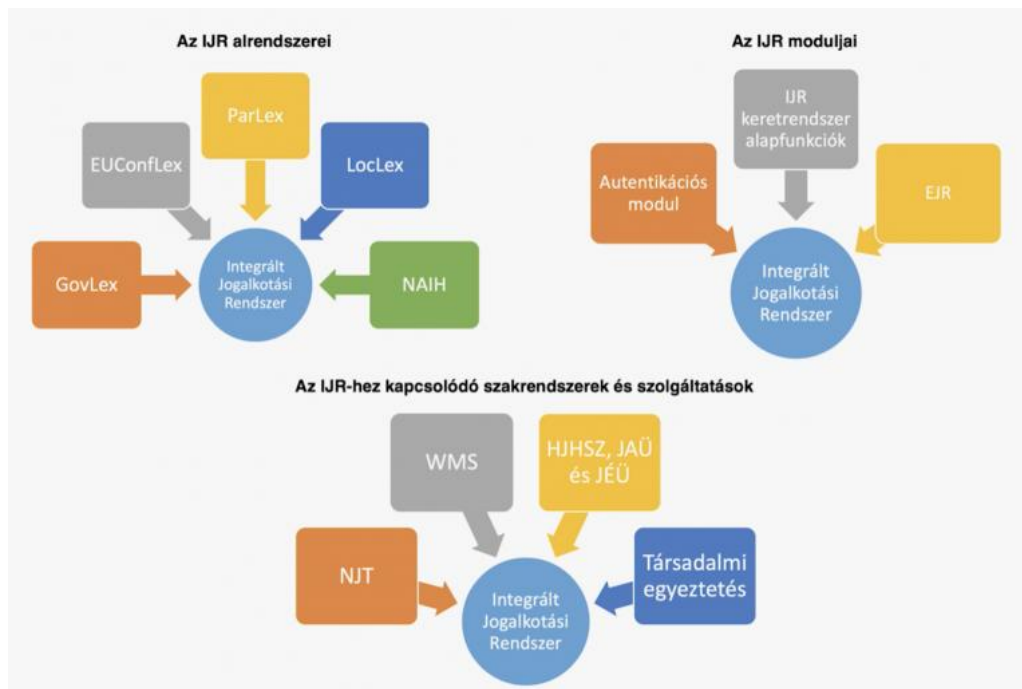 Az IJR alrendszerei
ParLex
EUConfLex
LocLex
GovLex
Integrált
Jogalkotási
Rendszer
NAIH
Az IJR moduljai
IJR
keretrendszer
alapfunkciók
Autentikációs
modul
EJR
Integrált
Jogalkotási
Rendszer
Az IJR-hez kapcsolódó szakrendszerek és szolgáltatások
WMS
HJHSZ, JAÜ
és JÉÜ
NJT
Társadalmi
egyeztetés
Integrált
Jogalkotási
Rendszer